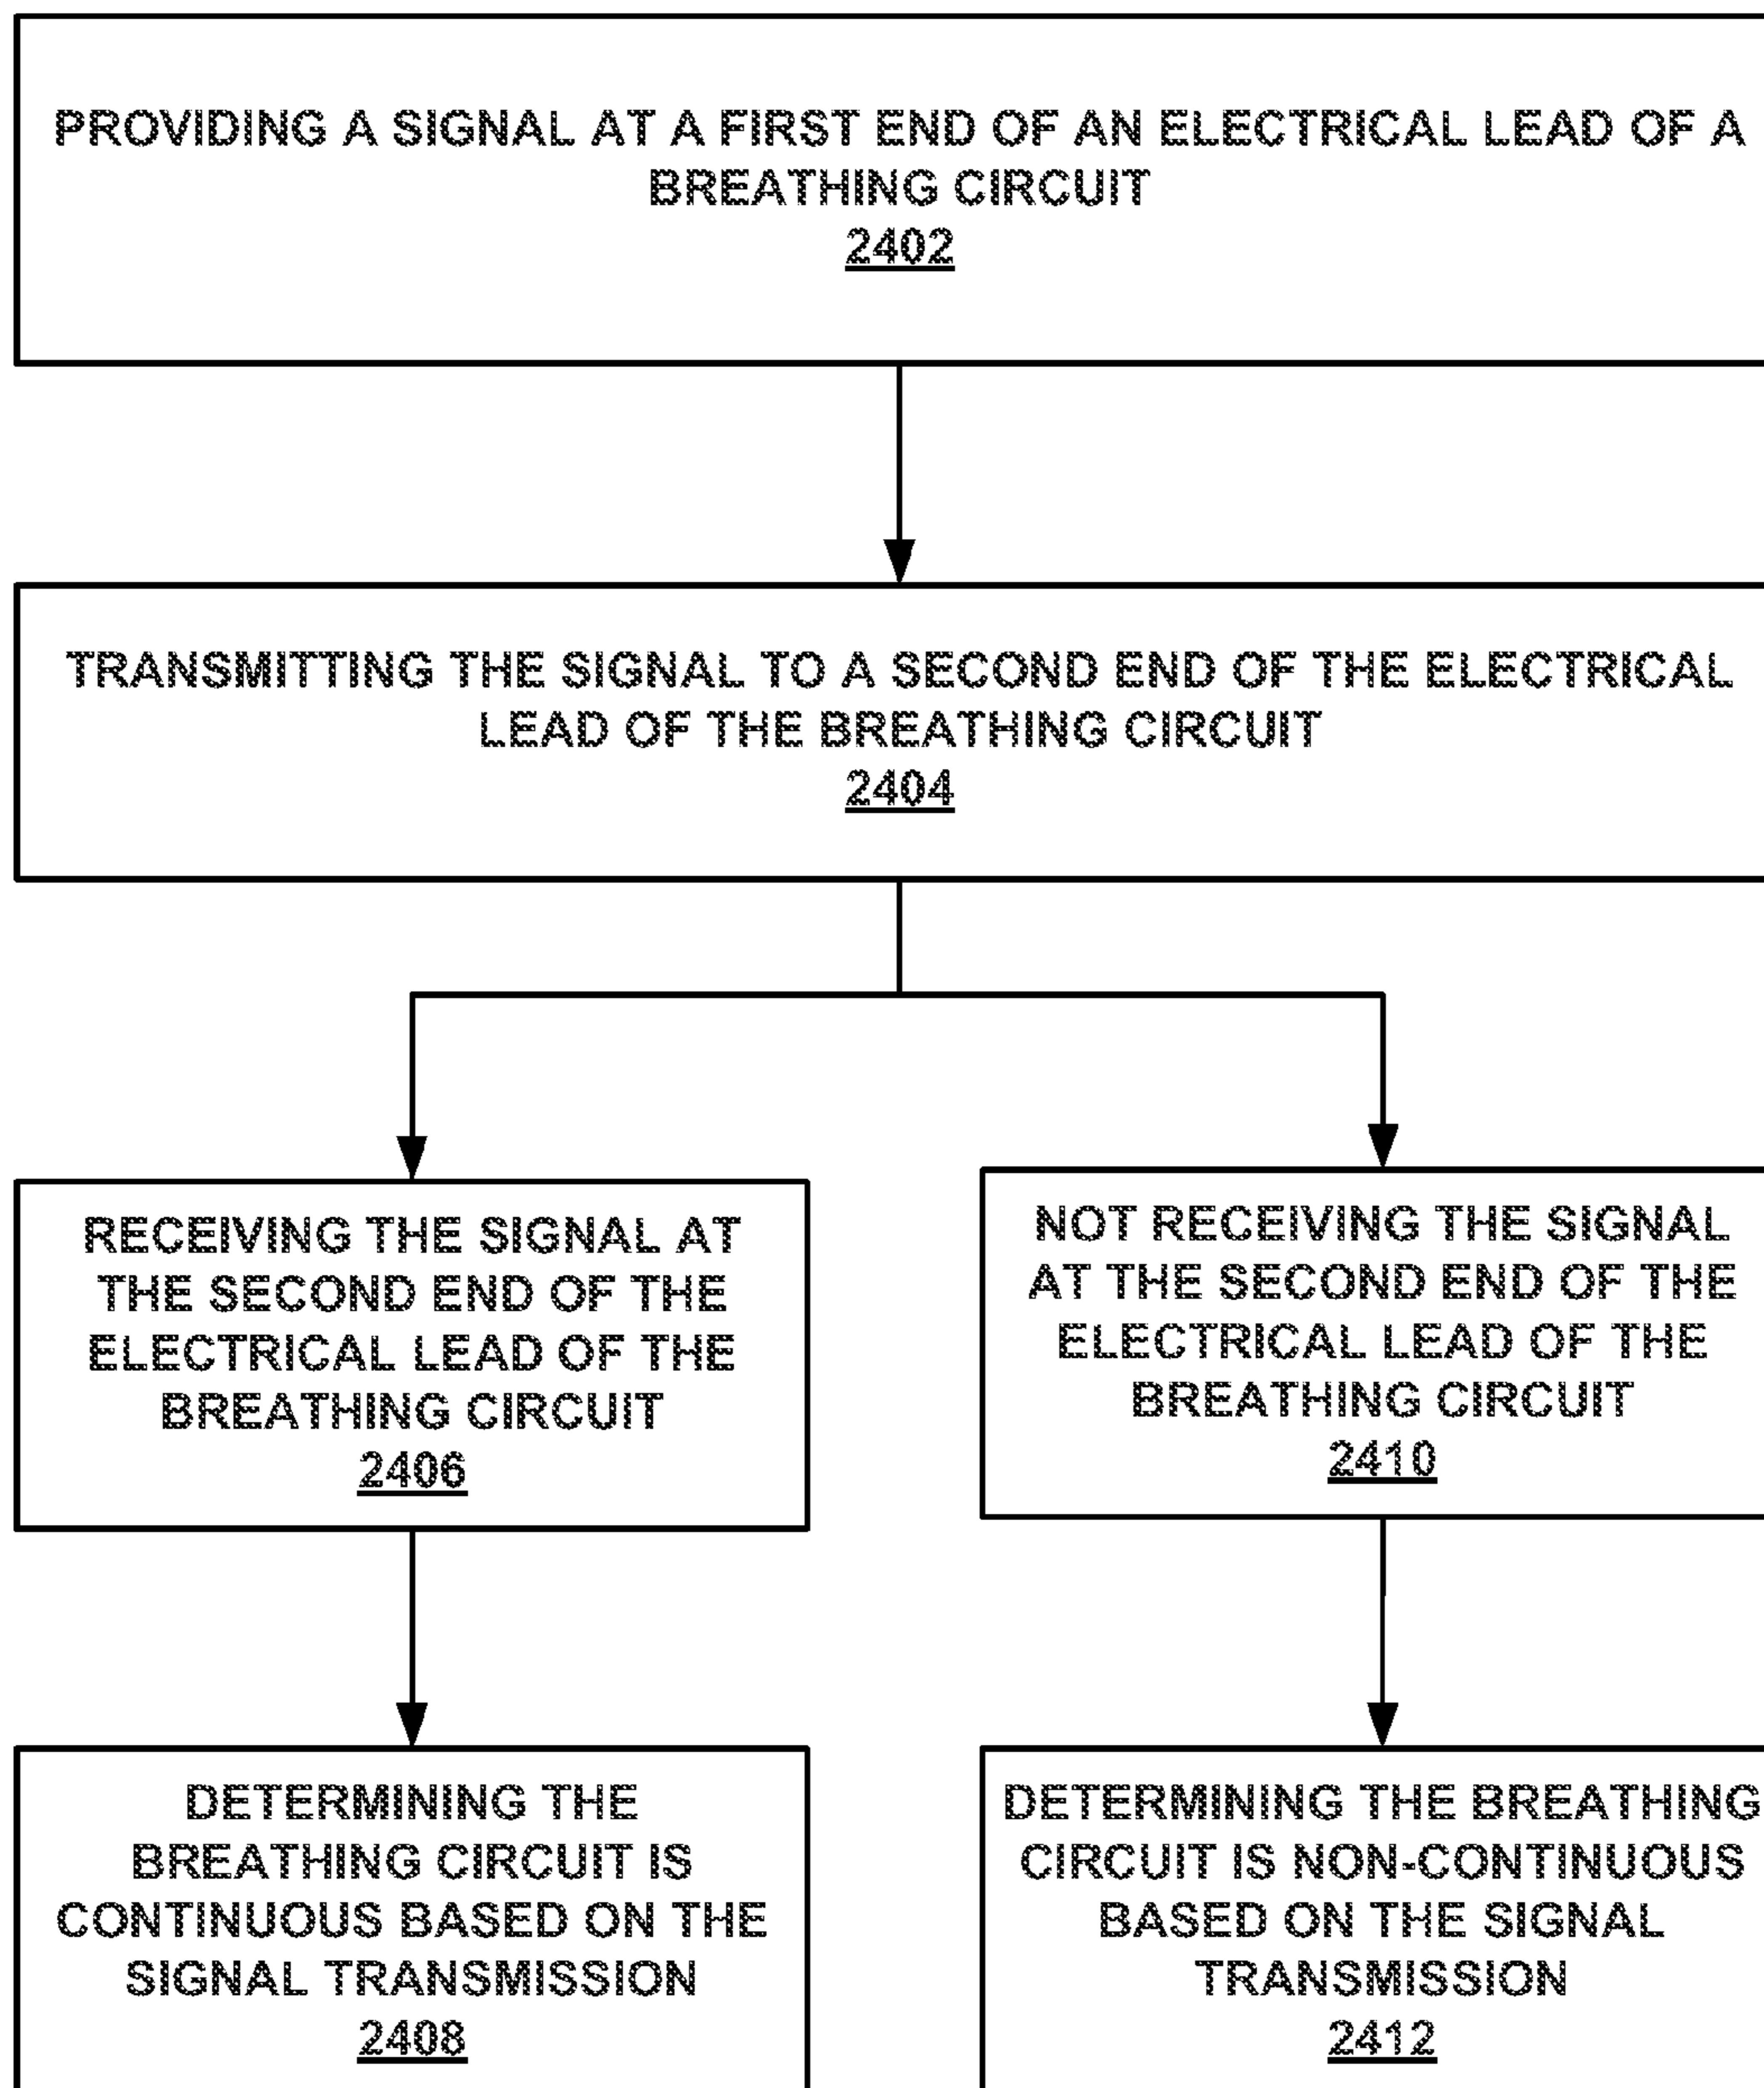 PROVIDING A SIGNAL AT A FIRST END OF AN ELECTRICAL LEAD OF A
BREATHING CIRCUIT
2402
TRANSMITTING THE SIGNAL TO A SECOND END OF THE ELECTRICAL
LEAD OF THE BREATHING CIRCUIT
2404
RECEIVING THE SIGNAL AT
THE SECOND END OF THE
ELECTRICAL LEAD OF THE
BREATHING CIRCUIT
2406
NOT RECEIVING THE SIGNAL
AT THE SECOND END OF THE
ELECTRICAL LEAD OF THE
BREATHING CIRCUIT
2410
DETERMINING THE
BREATHING CIRCUIT IS
CONTINUOUS BASED ON THE
SIGNAL TRANSMISSION
2408
DETERMINING THE BREATHING
CIRCUIT IS NON-CONTINUOUS
BASED ON THE SIGNAL
TRANSMISSION
2412